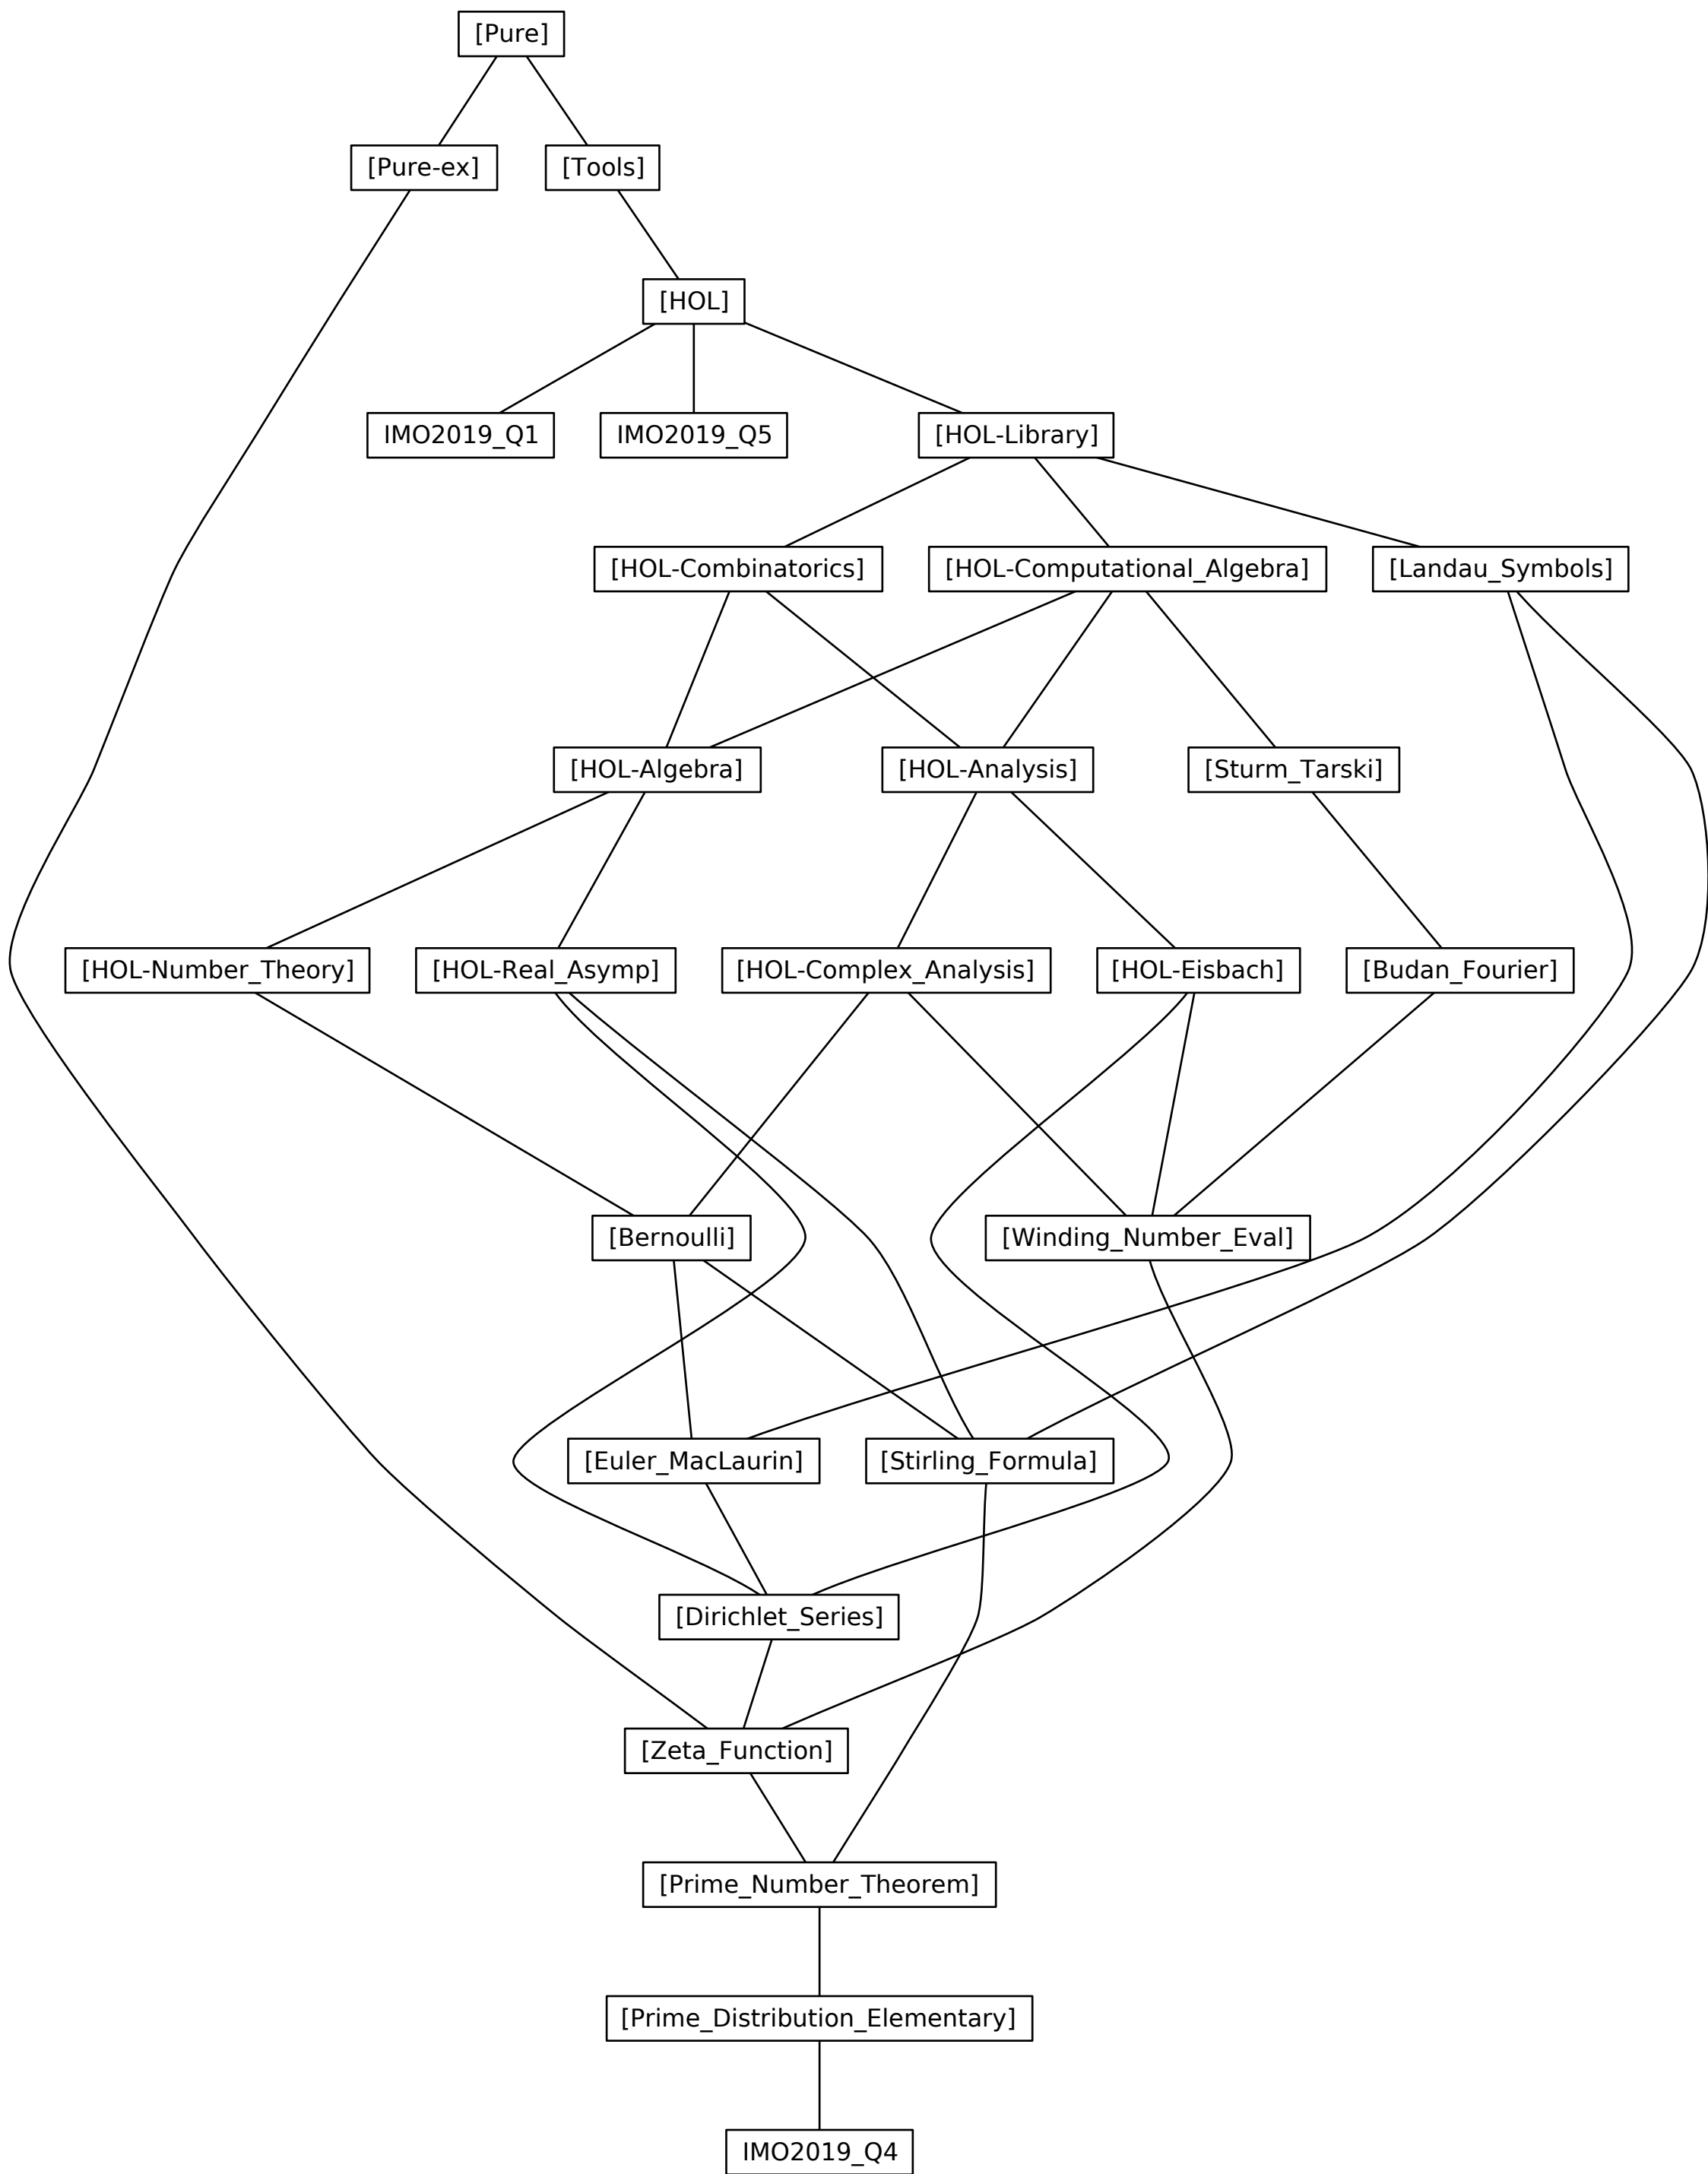 [Pure]
[Pure-ex]
[Tools]
[HOL]
IMO2019_Q1
IMO2019_Q5
[HOL-Library]
[HOL-Combinatorics]
[HOL-Computational_Algebra]
[Landau_Symbols]
[HOL-Algebra]
[HOL-Analysis]
[Sturm_Tarski]
[HOL-Number_Theory]
[HOL-Real_Asymp]
[HOL-Complex_Analysis]
[HOL-Eisbach]
[Budan_Fourier]
[Bernoulli]
[Winding_Number_Eval]
[Euler_MacLaurin]
[Stirling_Formula]
[Dirichlet_Series]
[Zeta_Function]
[Prime_Number_Theorem]
[Prime_Distribution_Elementary]
IMO2019_Q4